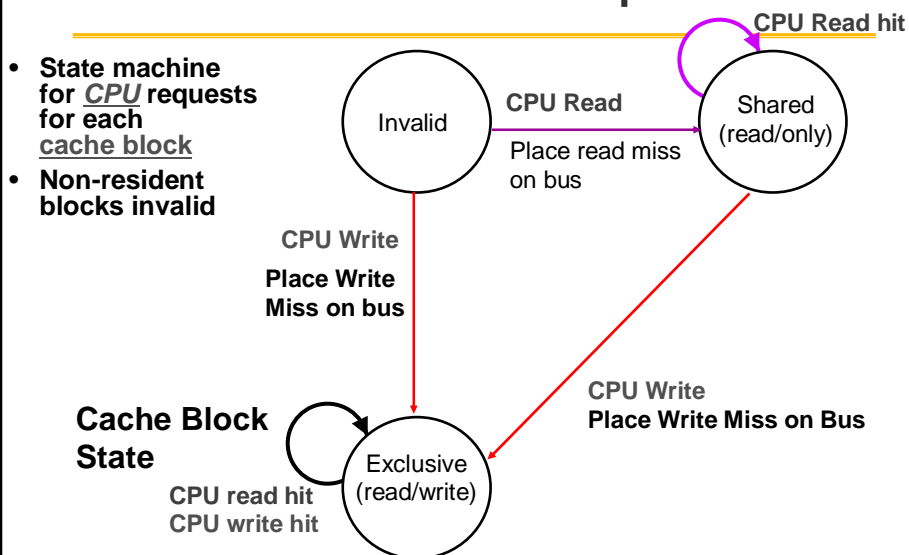 CPU Read hit
• State machine
for CPU requests
for each
cache block
• Non-resident
blocks invalid
Invalid
CPU Read
Place read miss
on bus
Shared
(read/only)
CPU Write
Place Write
Miss on bus
CPU Write
Place Write Miss on Bus
Cache Block
State
Exclusive
(read/write)
CPU read hit
CPU write hit